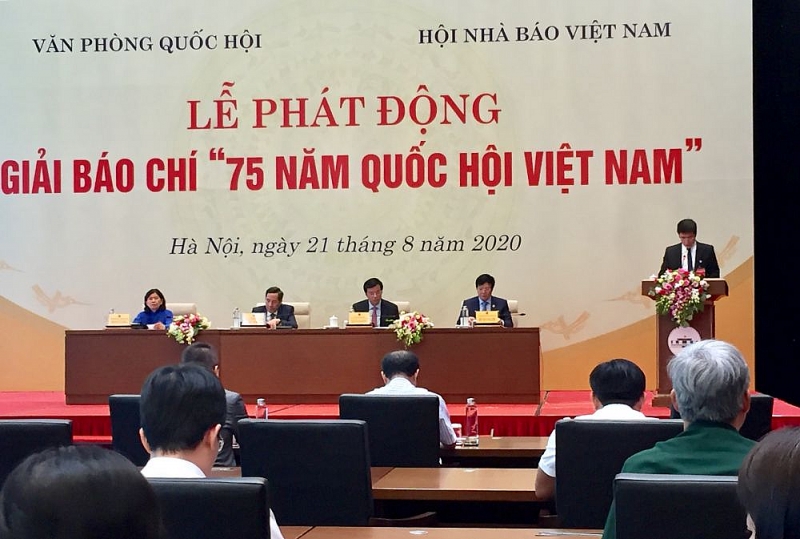 VĂN PHÒNG QUỐC HỘI
HỘI NHÀ BÁO VIỆT NAM
LỄ PHÁT ĐỘNG
GIẢI BÁO CHÍ “75 NĂM QUỐC HỘI VIỆT NAM”
Hà Nội, ngày 21 tháng 8 năm 2020